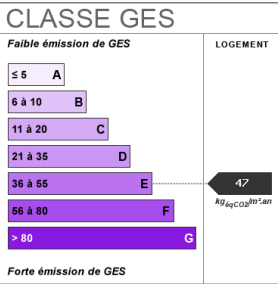 CLASSE GES
Faible émission de GES
LOGEMENT
≤ 5 A
6 à 10 B
11 à 20 C
21 à 35 D
36 à 55 E
47
kgéqCO2/m².an
56 à 80 F
> 80 G
Forte émission de GES